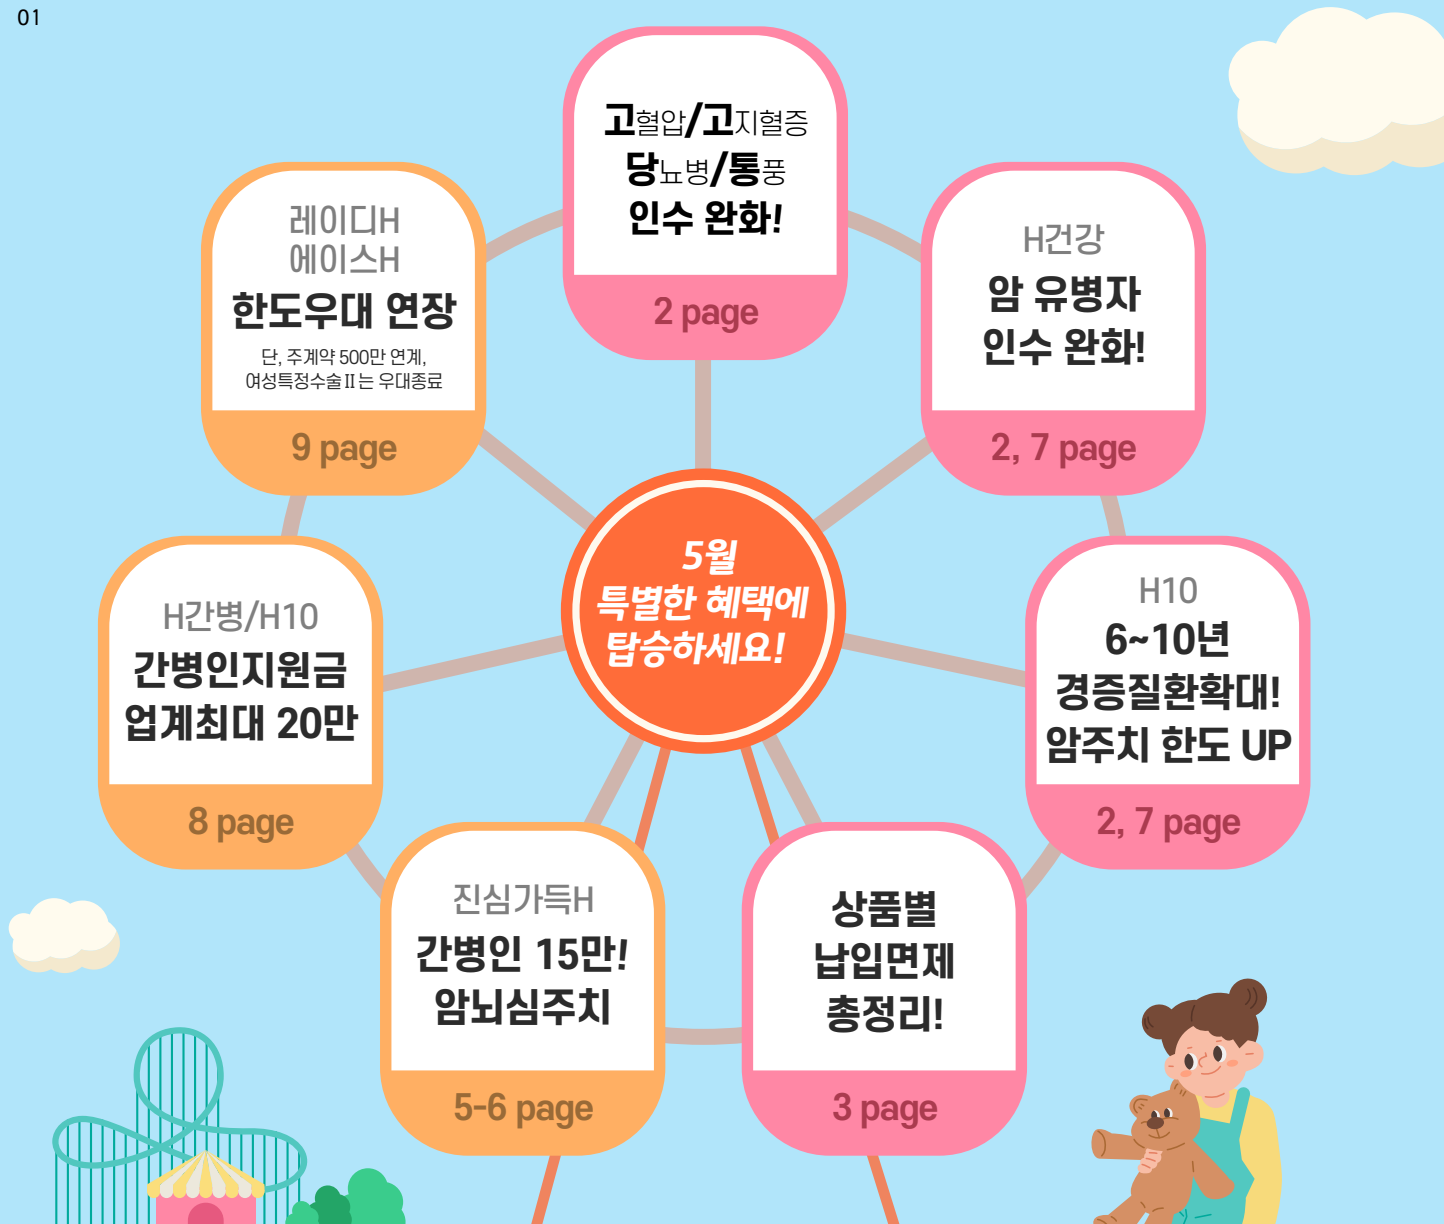 01
고혈압/고지혈증
당뇨병/통풍
인수 완화!
2 page
레이디H
에이스H
한도우대 연장
단, 주계약 500만 연계,
여성특정수술Ⅱ는 우대종료
9 page
H건강
암 유병자
인수 완화!
2, 7 page
5월
특별한 혜택에
탑승하세요!
H간병/H10
간병인지원금
업계최대 20만
8 page
H10
6~10년
경증질환확대!
암주치 한도 UP
2, 7 page
진심가득H
간병인 15만!
암뇌심주치
5-6 page
상품별
납입면제
총정리!
3 page